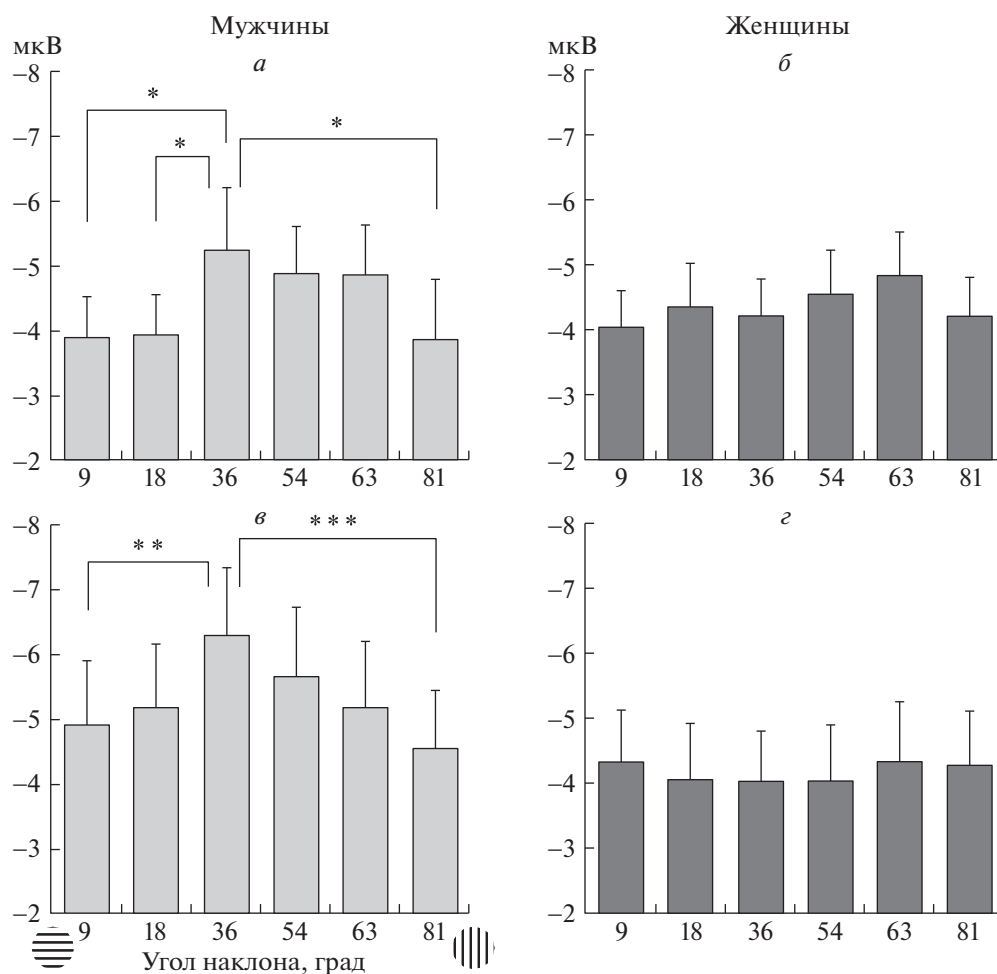 Мужчины
Женщины
мкВ
мкВ
а
б
–8
–7
–6
–5
–4
–3
–2
*
*
*
9 18 36 54 63 81
–8
–7
–6
–5
–4
–3
–2
9 18 36 54 63 81
в
г
–8
–7
–6
–5
–4
–3
–2
* *
* * *
9 18 36 54 63 81
Угол наклона, град
–8
–7
–6
–5
–4
–3
–2
9 18 36 54 63 81